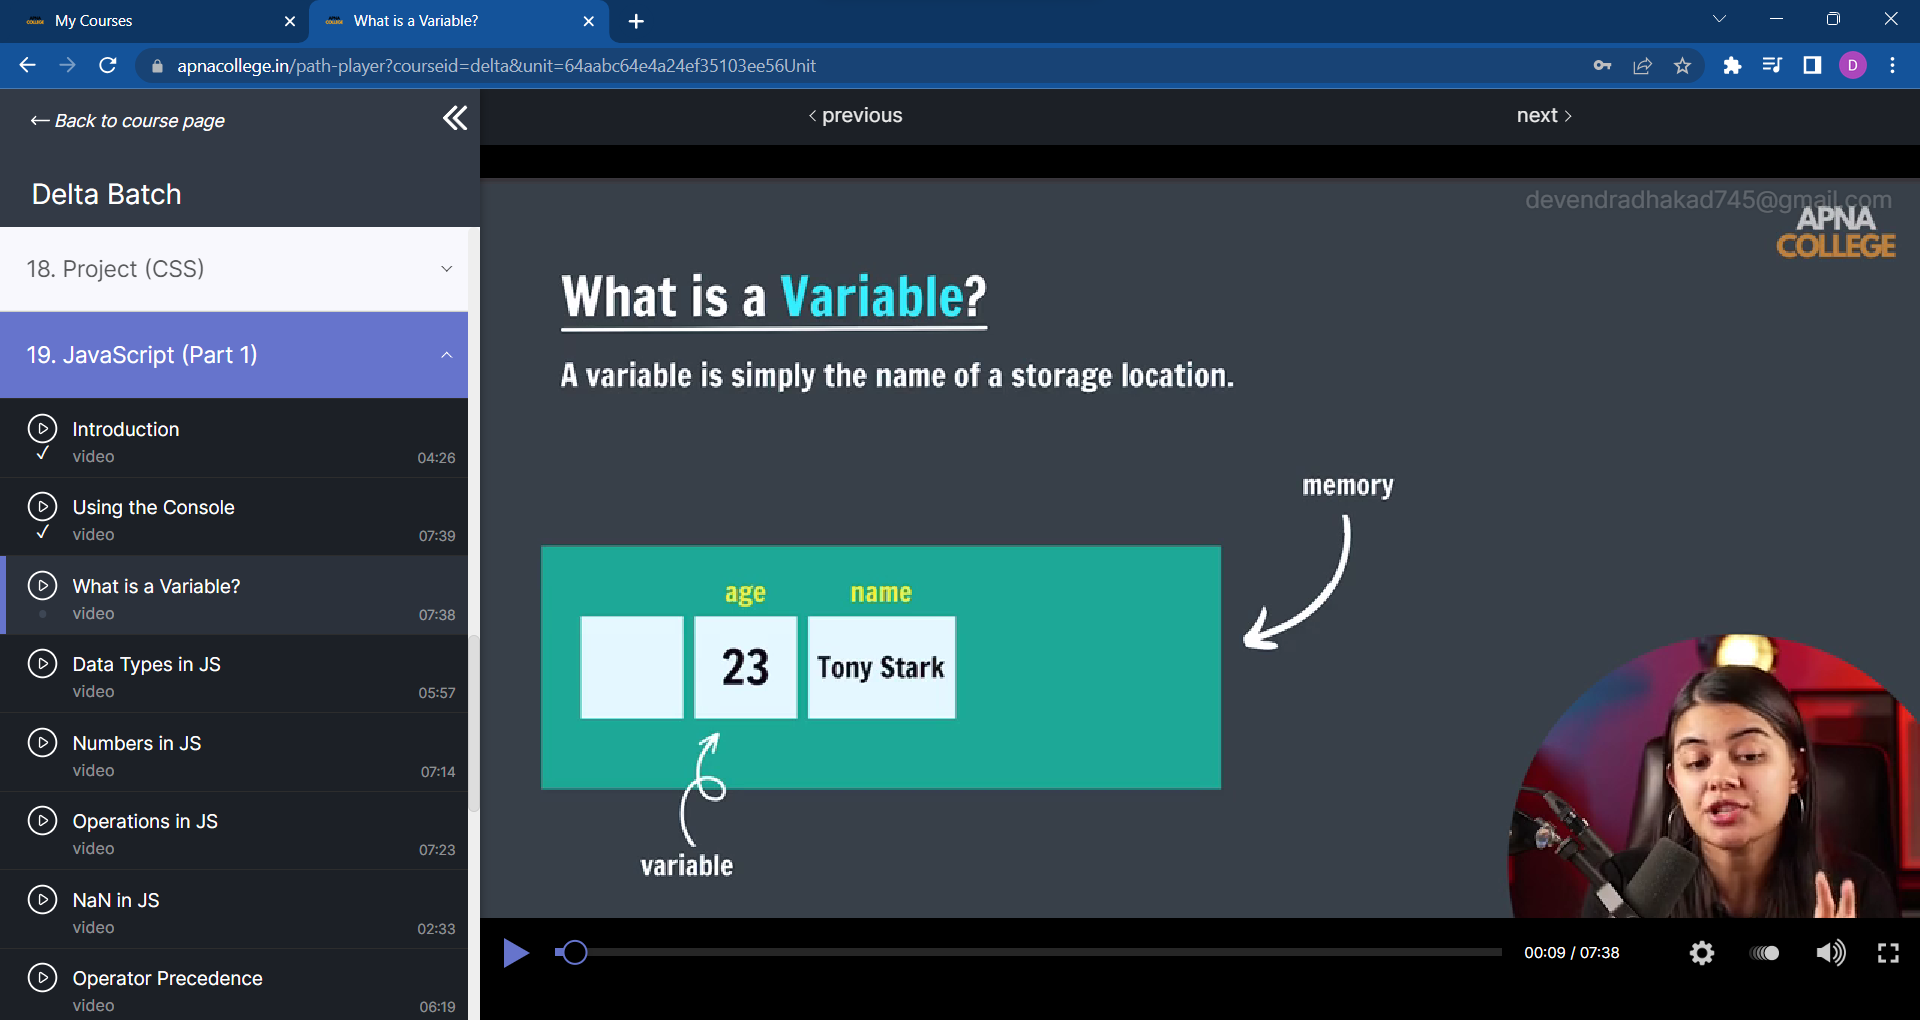 My Courses
What is a Variable?
apnacollege.in/path-player?courseid=delta&unit=64aabc64e4a24ef35103ee56Unit
D
← Back to course page
Delta Batch
18. Project (CSS)
19. JavaScript (Part 1)
Introduction
video
04:26
Using the Console
video
07:39
What is a Variable?
video
07:38
Data Types in JS
video
05:57
Numbers in JS
video
07:14
Operations in JS
video
07:23
NaN in JS
video
02:33
Operator Precedence
video
06:19
‹ previous
next ›
devendradhakad745@gmail.com
APNA
COLLEGE
What is a Variable?
A variable is simply the name of a storage location.
memory
age name
23 Tony Stark
variable
00:09 / 07:38